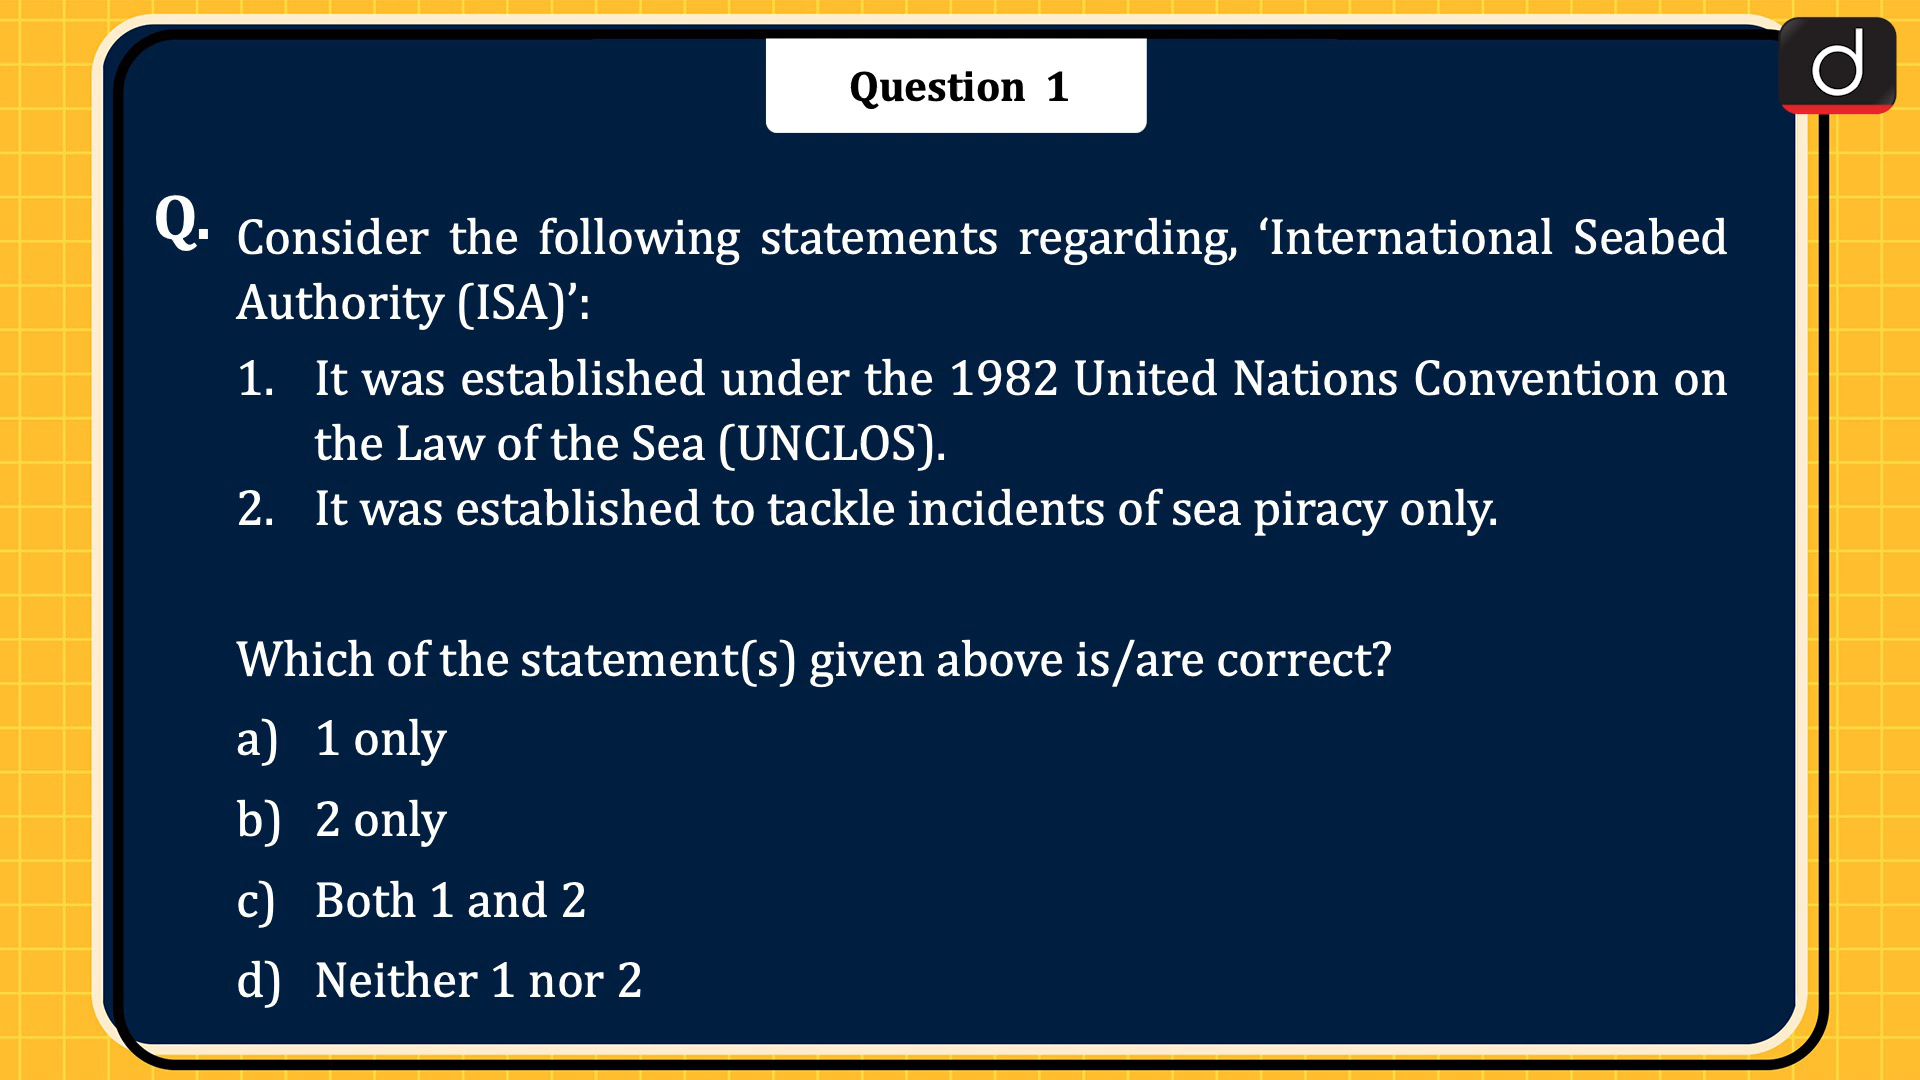 Question 1
Q. Consider the following statements regarding, ‘International Seabed
Authority (ISA)’:
1. It was established under the 1982 United Nations Convention on
the Law of the Sea (UNCLOS).
2. It was established to tackle incidents of sea piracy only.
Which of the statement(s) given above is/are correct?
a) 1 only
b) 2 only
c) Both 1 and 2
d) Neither 1 nor 2
d